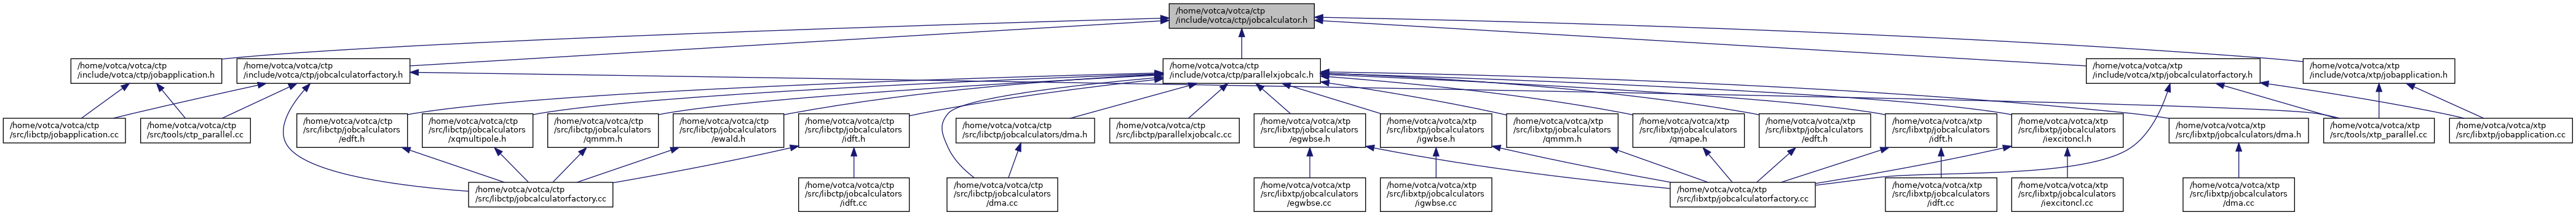 /home/votca/votca/ctp
/include/votca/ctp/jobcalculator.h
/home/votca/votca/ctp
/include/votca/ctp/jobapplication.h
/home/votca/votca/ctp
/include/votca/ctp/jobcalculatorfactory.h
/home/votca/votca/ctp
/include/votca/ctp/parallelxjobcalc.h
/home/votca/votca/xtp
/include/votca/xtp/jobcalculatorfactory.h
/home/votca/votca/xtp
/include/votca/xtp/jobapplication.h
/home/votca/votca/ctp
/src/libctp/jobapplication.cc
/home/votca/votca/ctp
/src/tools/ctp_parallel.cc
/home/votca/votca/ctp
/src/libctp/jobcalculators
/edft.h
/home/votca/votca/ctp
/src/libctp/jobcalculators
/xqmultipole.h
/home/votca/votca/ctp
/src/libctp/jobcalculators
/qmmm.h
/home/votca/votca/ctp
/src/libctp/jobcalculators
/ewald.h
/home/votca/votca/ctp
/src/libctp/jobcalculators
/idft.h
/home/votca/votca/ctp
/src/libctp/jobcalculators/dma.h
/home/votca/votca/ctp
/src/libctp/parallelxjobcalc.cc
/home/votca/votca/xtp
/src/libxtp/jobcalculators
/egwbse.h
/home/votca/votca/xtp
/src/libxtp/jobcalculators
/igwbse.h
/home/votca/votca/xtp
/src/libxtp/jobcalculators
/qmmm.h
/home/votca/votca/xtp
/src/libxtp/jobcalculators
/qmape.h
/home/votca/votca/xtp
/src/libxtp/jobcalculators
/edft.h
/home/votca/votca/xtp
/src/libxtp/jobcalculators
/idft.h
/home/votca/votca/xtp
/src/libxtp/jobcalculators
/iexcitoncl.h
/home/votca/votca/xtp
/src/libxtp/jobcalculators/dma.h
/home/votca/votca/xtp
/src/tools/xtp_parallel.cc
/home/votca/votca/xtp
/src/libxtp/jobapplication.cc
/home/votca/votca/ctp
/src/libctp/jobcalculatorfactory.cc
/home/votca/votca/ctp
/src/libctp/jobcalculators
/idft.cc
/home/votca/votca/ctp
/src/libctp/jobcalculators
/dma.cc
/home/votca/votca/xtp
/src/libxtp/jobcalculators
/egwbse.cc
/home/votca/votca/xtp
/src/libxtp/jobcalculators
/igwbse.cc
/home/votca/votca/xtp
/src/libxtp/jobcalculatorfactory.cc
/home/votca/votca/xtp
/src/libxtp/jobcalculators
/idft.cc
/home/votca/votca/xtp
/src/libxtp/jobcalculators
/iexcitoncl.cc
/home/votca/votca/xtp
/src/libxtp/jobcalculators
/dma.cc